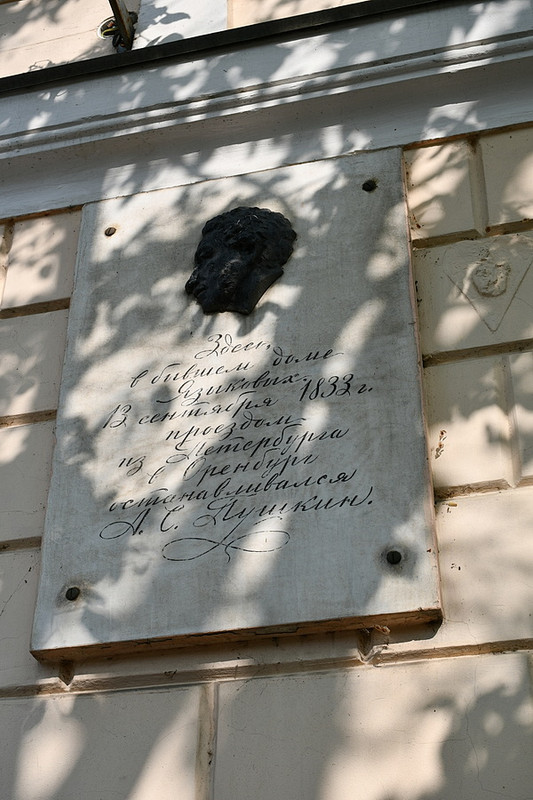 Здесь
в бывшем доме
Языковых
13 сентября 1833 г.
проездом
из Петербурга
в Оренбург
останавливался
А. С. Пушкин.